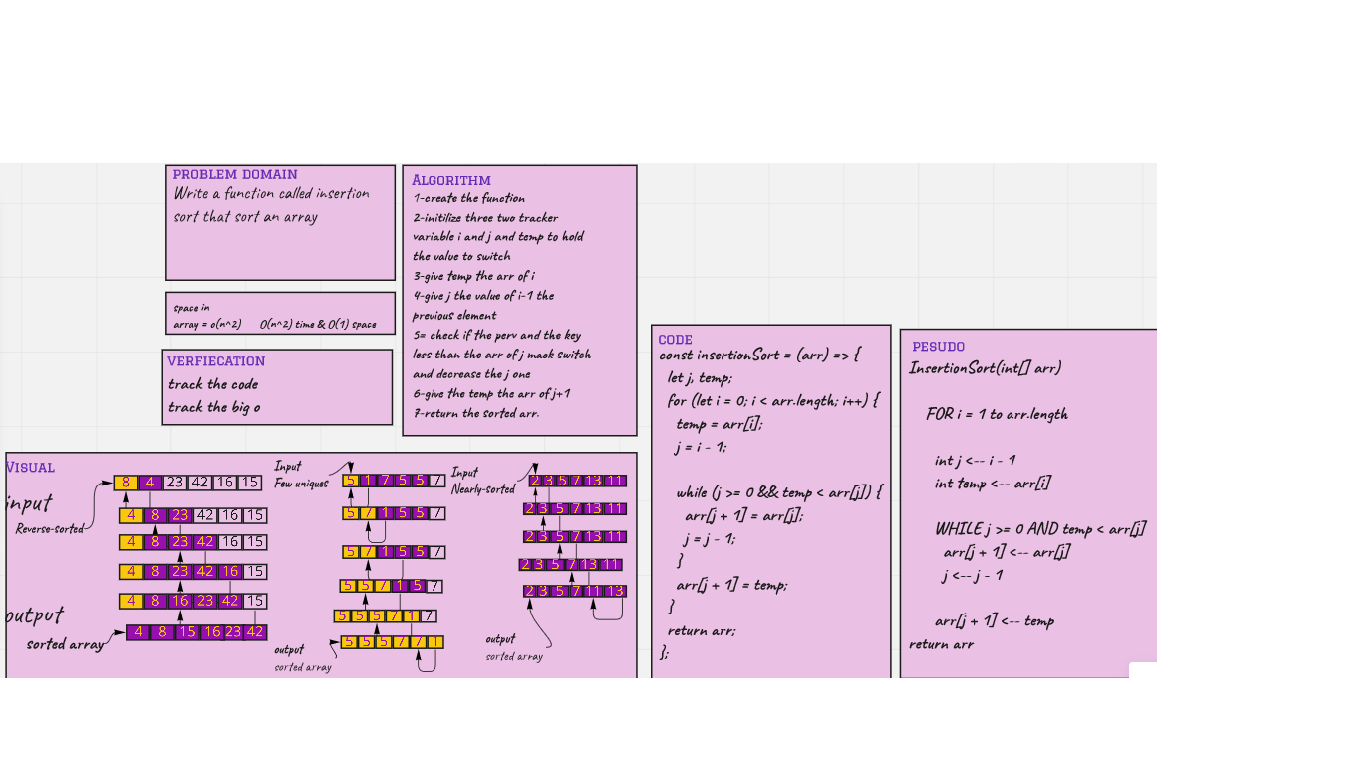 PROBLEM DOMAIN
Write a function called insertion
sort that sort an array
space in
array = o(n^2) O(n^2) time & O(1) space
VERFIECATION
track the code
track the big o
ALGORITHM
1-create the function
2-initilize three two tracker
variable i and j and temp to hold
the value to switch
3-give temp the arr of i
4-give j the value of i-1 the
previous element
5= check if the perv and the key
less than the arr of j maok switch
and decrease the j one
6-give the temp the arr of j+1
7-return the sorted arr.
VISUAL
input
Reverse-sorted
8 4 23 42 16 15
4 8 23 42 16 15
4 8 23 42 16 15
4 8 23 42 16 15
4 8 16 23 42 15
output
sorted array
4 8 15 16 23 42
Input
Few uniques
5 1 7 5 5 7
5 7 1 5 5 7
5 7 1 5 5 7
5 5 7 1 5 7
5 5 5 7 1 7
5 5 5 7 7 1
output
sorted array
Input
Nearly-sorted
2 3 5 7 13 11
2 3 5 7 13 11
2 3 5 7 13 11
2 3 5 7 13 11
2 3 5 7 11 13
output
sorted array
CODE
const insertionSort = (arr) => {
let j, temp;
for (let i = 0; i < arr.length; i++) {
temp = arr[i];
j = i - 1;
while (j >= 0 && temp < arr[j]) {
arr[j + 1] = arr[j];
j = j - 1;
}
arr[j + 1] = temp;
}
return arr;
};
PESUDO
InsertionSort(int[] arr)
FOR i = 1 to arr.length
int j <-- i - 1
int temp <-- arr[i]
WHILE j >= 0 AND temp < arr[j]
arr[j + 1] <-- arr[j]
j <-- j - 1
arr[j + 1] <-- temp
return arr